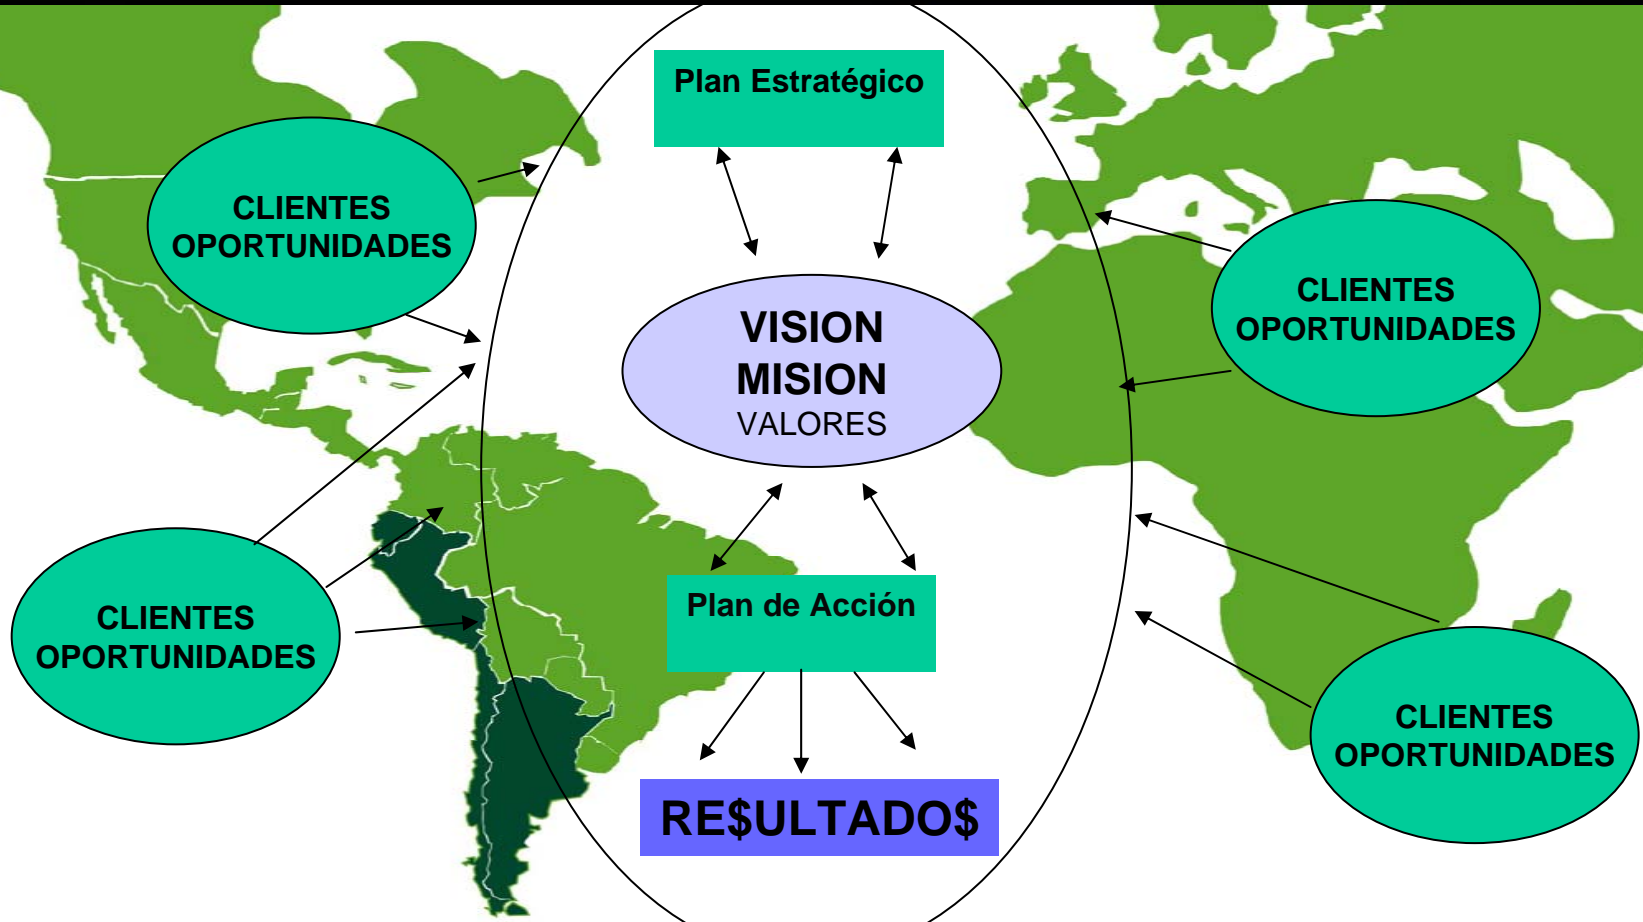 Plan Estratégico
CLIENTES
OPORTUNIDADES
CLIENTES
OPORTUNIDADES
VISION
MISION
VALORES
CLIENTES
OPORTUNIDADES
Plan de Acción
CLIENTES
OPORTUNIDADES
RE$ULTADO$